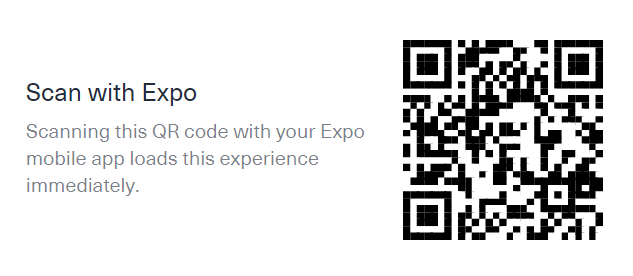 Scan with Expo
Scanning this QR code with your Expo
mobile app loads this experience
immediately.